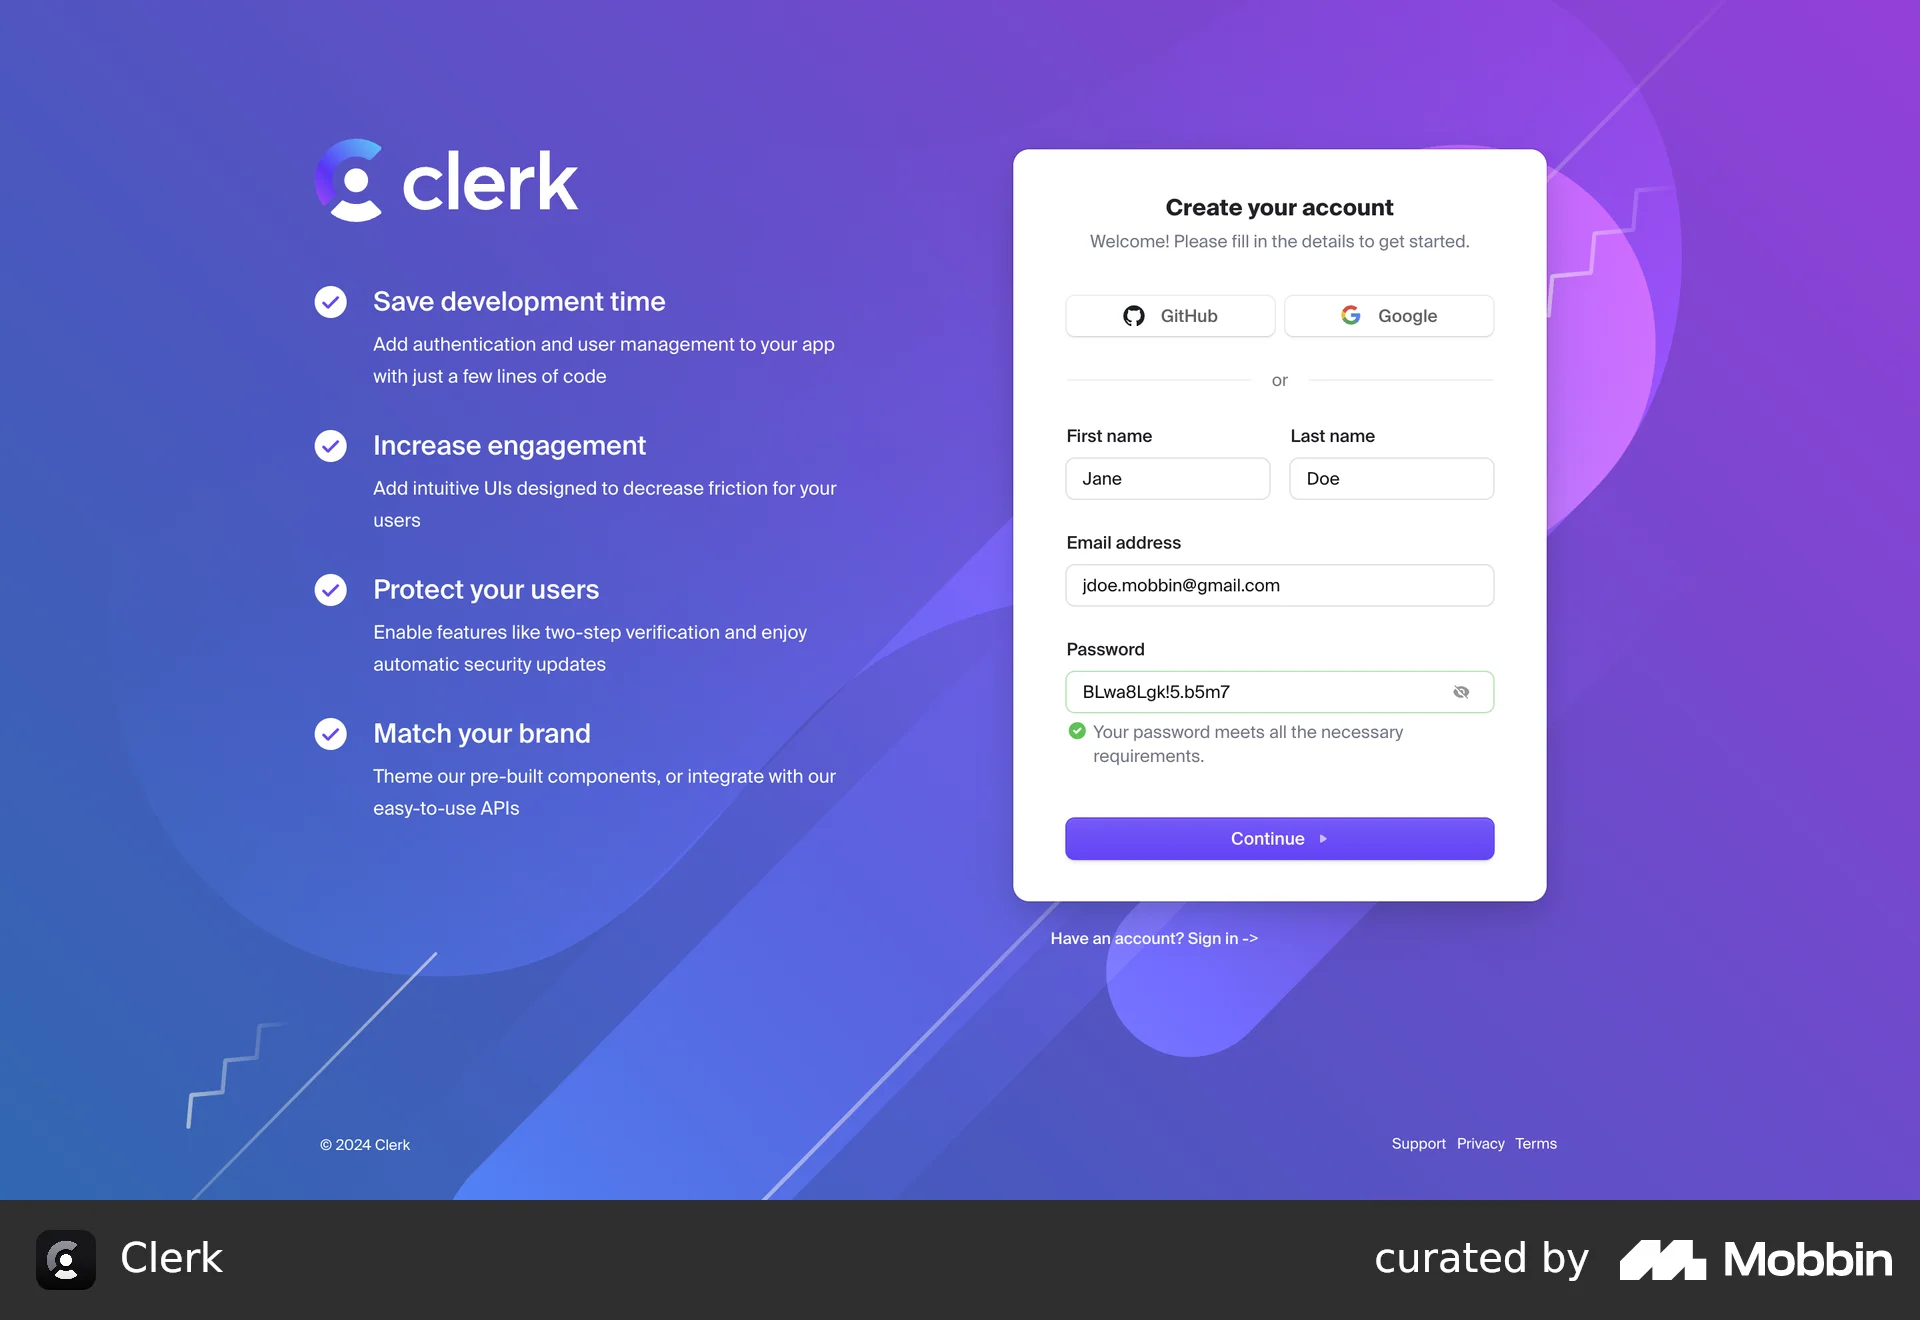 clerk
Save development time
Add authentication and user management to your app
with just a few lines of code
Increase engagement
Add intuitive UIs designed to decrease friction for your
users
Protect your users
Enable features like two-step verification and enjoy
automatic security updates
Match your brand
Theme our pre-built components, or integrate with our
easy-to-use APIs
Create your account
Welcome! Please fill in the details to get started.
GitHub
Google
or
First name
Last name
Jane
Doe
Email address
jdoe.mobbin@gmail.com
Password
BLwa8Lgk!5.b5m7
Your password meets all the necessary
requirements.
Continue
Have an account? Sign in ->
© 2024 Clerk
Support Privacy Terms
Clerk
curated by Mobbin